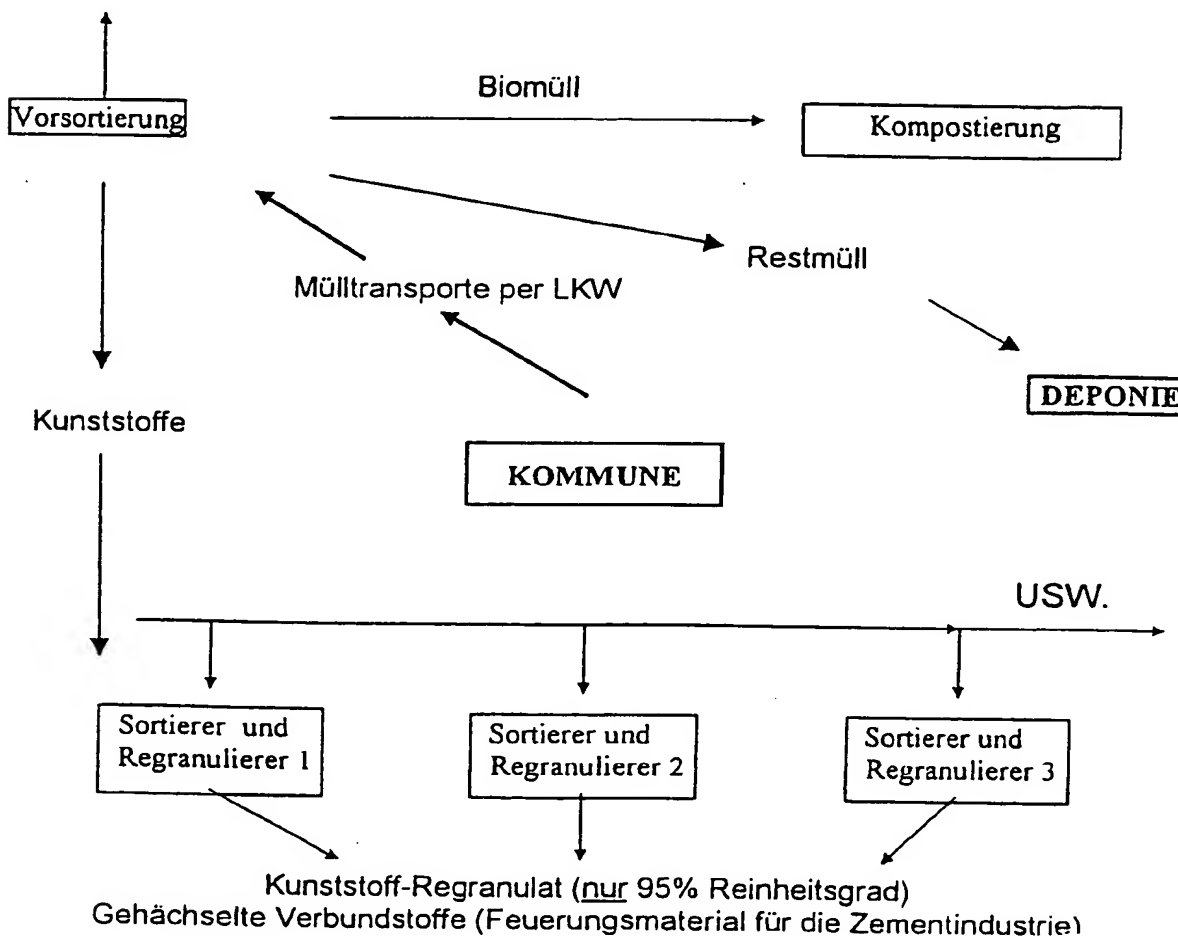 Biomüll
Vorsortierung
Kompostierung
Restmüll
Mülltransporte per LKW
DEPONIE
Kunststoffe
KOMMUNE
USW.
Sortierer und
Regranulierer 1
Sortierer und
Regranulierer 2
Sortierer und
Regranulierer 3
Kunststoff-Regranulat (nur 95% Reinheitsgrad)
Gehächselte Verbundstoffe (Feuerungsmaterial für die Zementindustrie)